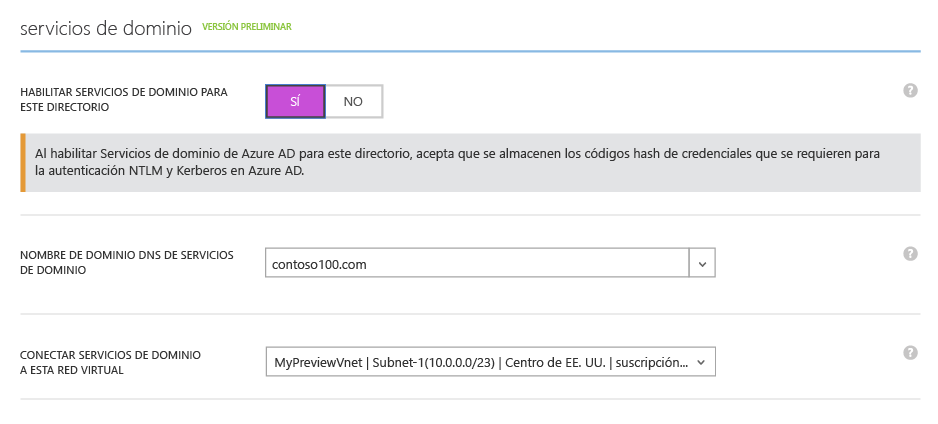 servicios de dominio VERSIÓN PRELIMINAR
HABILITAR SERVICIOS DE DOMINIO PARA
ESTE DIRECTORIO
SÍ NO
?
Al habilitar Servicios de dominio de Azure AD para este directorio, acepta que se almacenen los códigos hash de credenciales que se requieren para
la autenticación NTLM y Kerberos en Azure AD.
NOMBRE DE DOMINIO DNS DE SERVICIOS
DE DOMINIO
contoso100.com
?
CONECTAR SERVICIOS DE DOMINIO
A ESTA RED VIRTUAL
MyPreviewVnet | Subnet-1(10.0.0.0/23) | Centro de EE. UU. | suscripción...
?